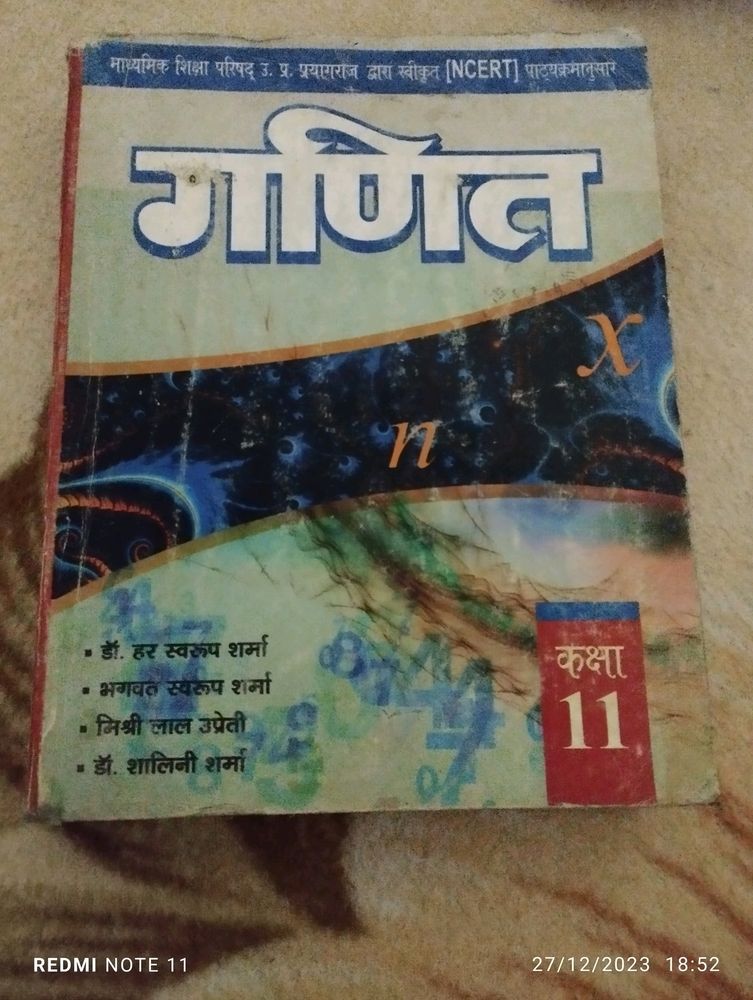 माध्यमिक शिक्षा परिषद् उ. प्र. प्रयागराज द्वारा स्वीकृत [NCERT] पाठ्यक्रमानुसार
गणित
x
n
▪ डॉ. हर स्वरूप शर्मा
▪ भगवत स्वरूप शर्मा
▪ मिश्री लाल उप्रेती
▪ डॉ. शालिनी शर्मा
कक्षा
11
REDMI NOTE 11
27/12/2023 18:52